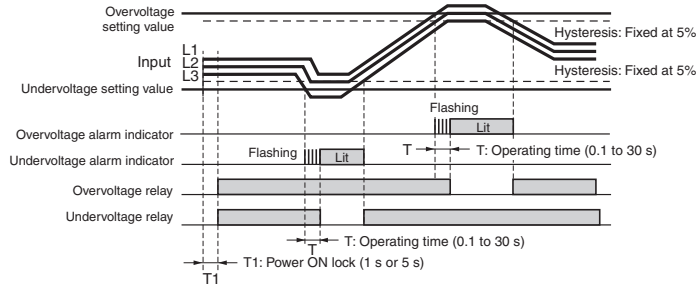 Overvoltage
setting value
Hysteresis: Fixed at 5%
L1
Input L2
L3
Hysteresis: Fixed at 5%
Undervoltage setting value
Flashing
Overvoltage alarm indicator
Lit
T
T: Operating time (0.1 to 30 s)
Flashing
Lit
Undervoltage alarm indicator
Overvoltage relay
Undervoltage relay
T
T: Operating time (0.1 to 30 s)
T1: Power ON lock (1 s or 5 s)
T1